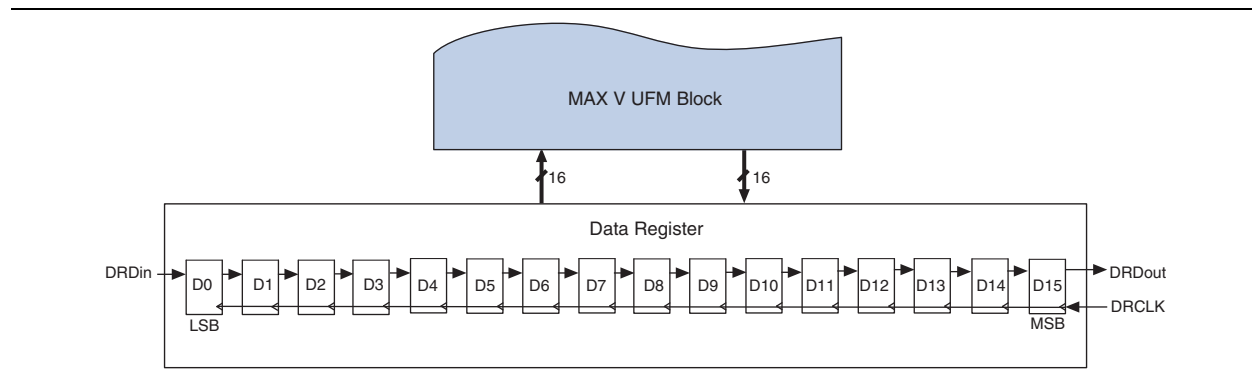 MAX V UFM Block
16
16
Data Register
DRDin
D0
D1
D2
D3
D4
D5
D6
D7
D8
D9
D10
D11
D12
D13
D14
D15
DRDout
DRCLK
LSB
MSB